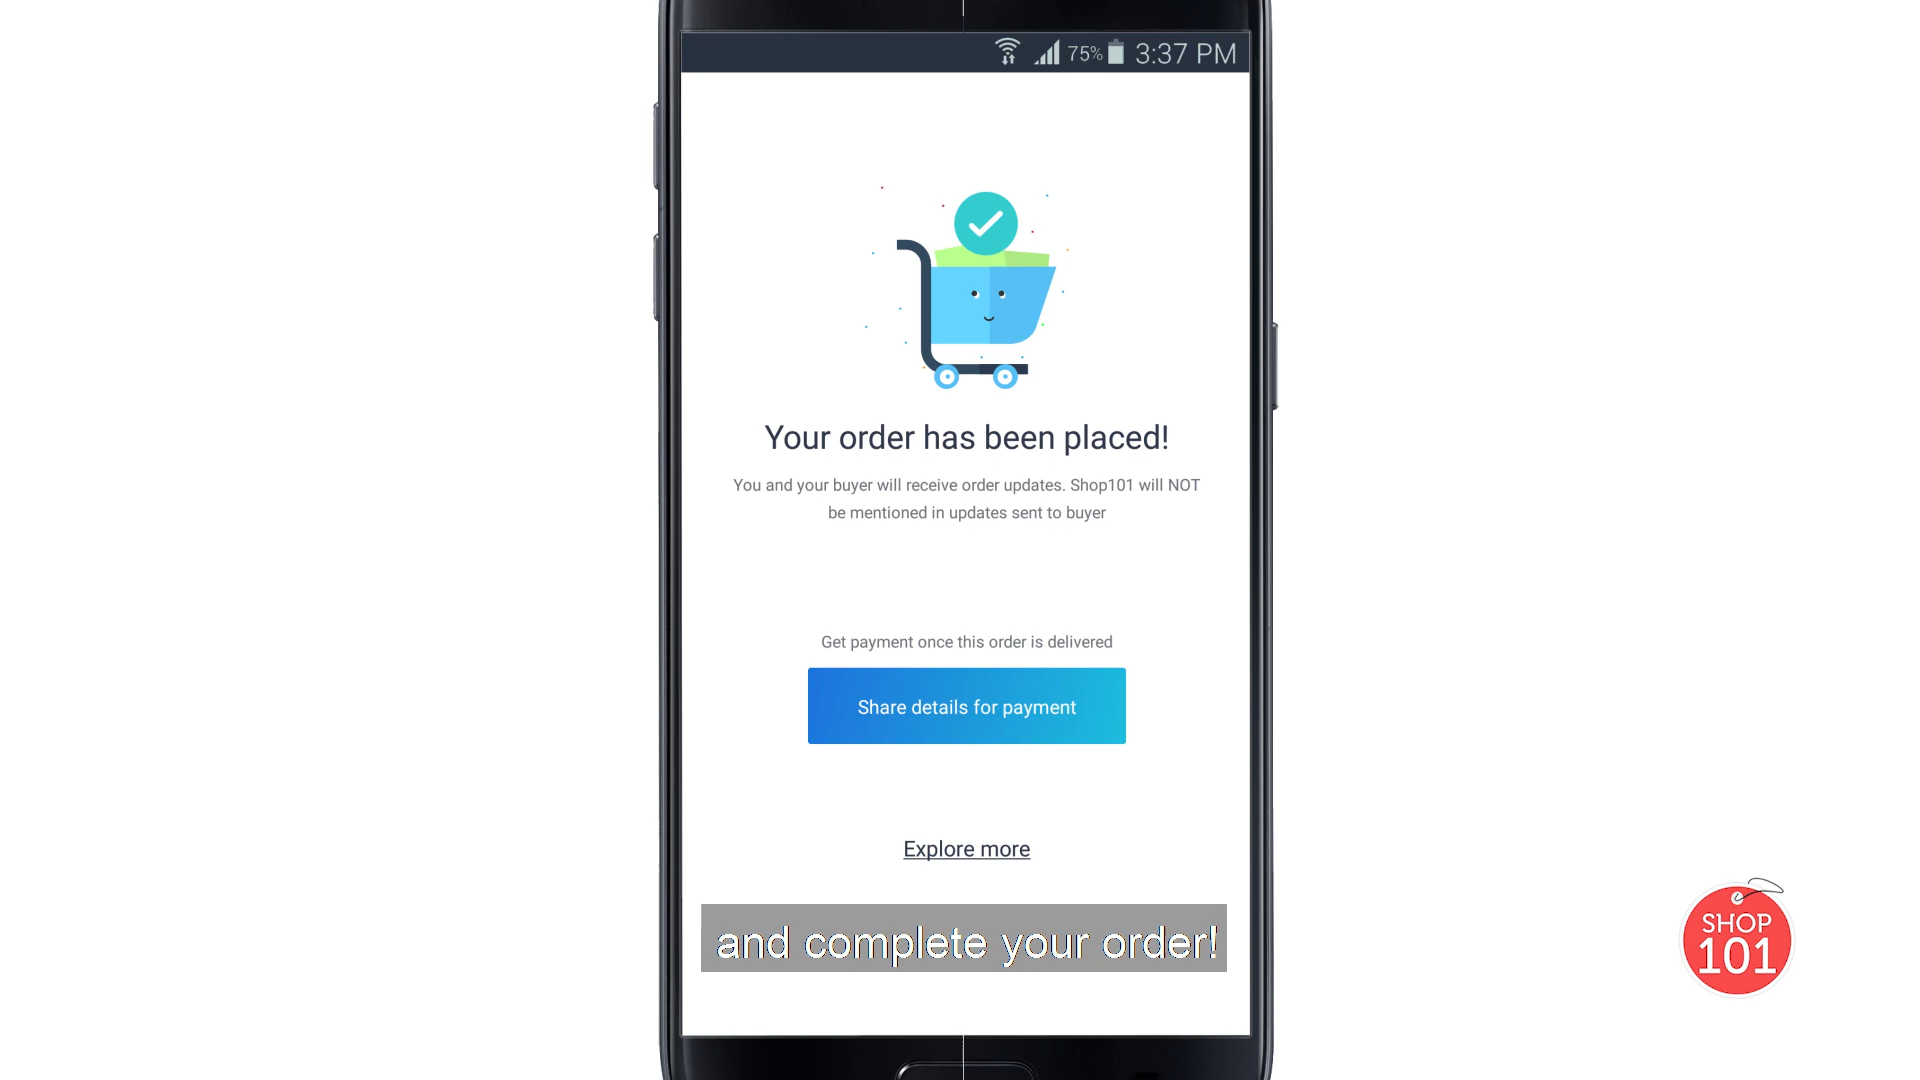 75% 3:37 PM
Your order has been placed!
You and your buyer will receive order updates. Shop101 will NOT
be mentioned in updates sent to buyer
Get payment once this order is delivered
Share details for payment
Explore more
and complete your order!
SHOP
101